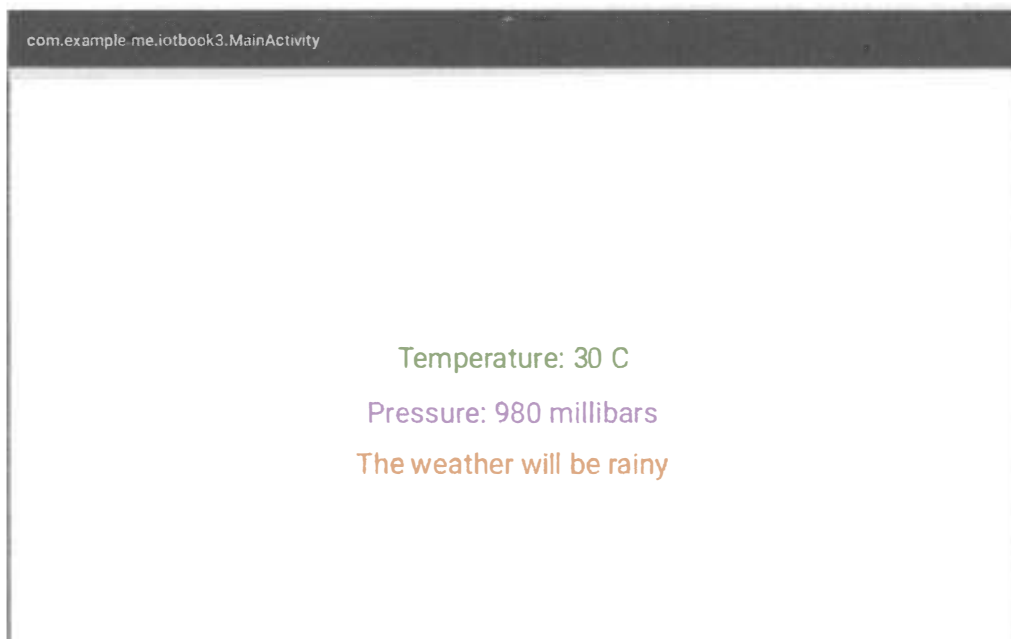 com.example me.iotbook3.MainActivity
Temperature: 30 C
Pressure: 980 millibars
The weather will be rainy